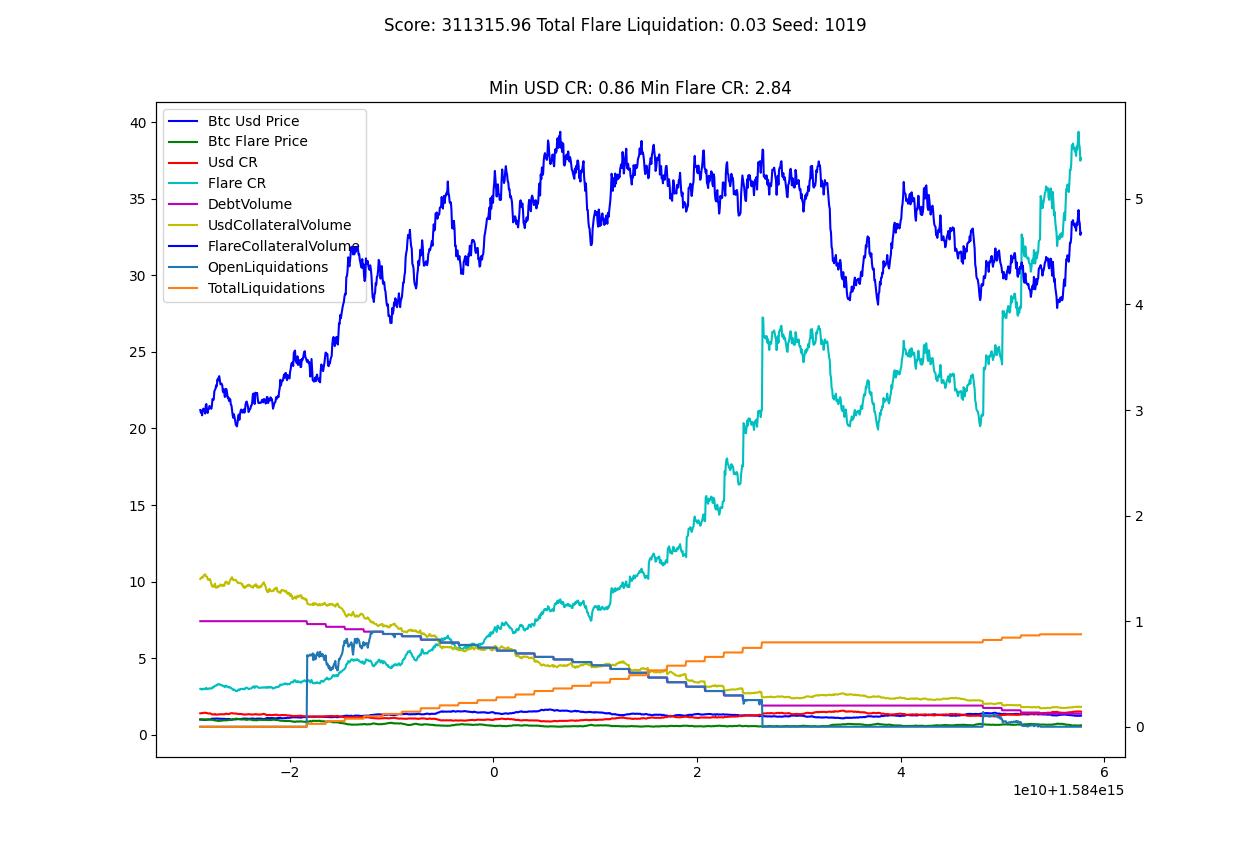 Score: 311315.96 Total Flare Liquidation: 0.03 Seed: 1019
Min USD CR: 0.86 Min Flare CR: 2.84
Btc Usd Price
Btc Flare Price
Usd CR
Flare CR
DebtVolume
UsdCollateralVolume
FlareCollateralVolume
OpenLiquidations
TotalLiquidations
40
35
30
25
20
15
10
5
0
5
4
3
2
1
0
−2
0
2
4
6
1e10+1.584e15